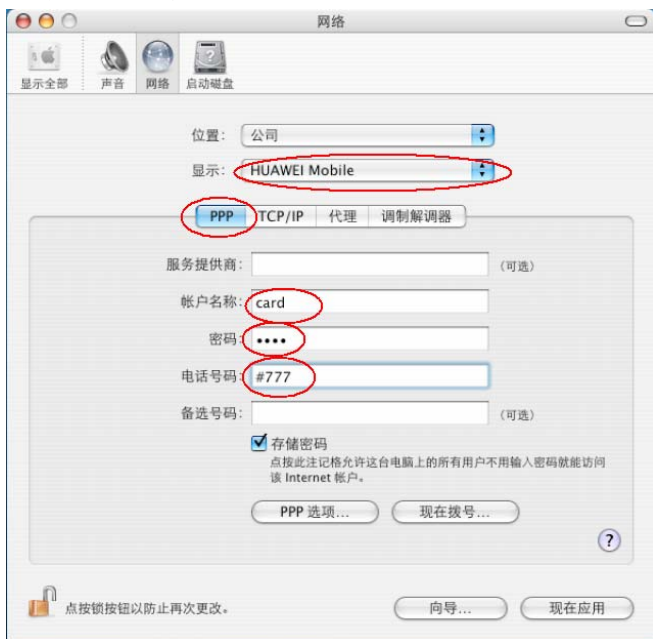 网络
显示全部 声音 网络 启动磁盘
位置： 公司
显示： HUAWEI Mobile
PPP TCP/IP 代理 调制解调器
服务提供商： （可选）
帐户名称： card
密码： ••••
电话号码： #777
备选号码： （可选）
存储密码
点按此注记格允许这台电脑上的所有用户不用输入密码就能访问
该 Internet 帐户。
PPP 选项... 现在拨号...
?
点按锁按钮以防止再次更改。 向导... 现在应用